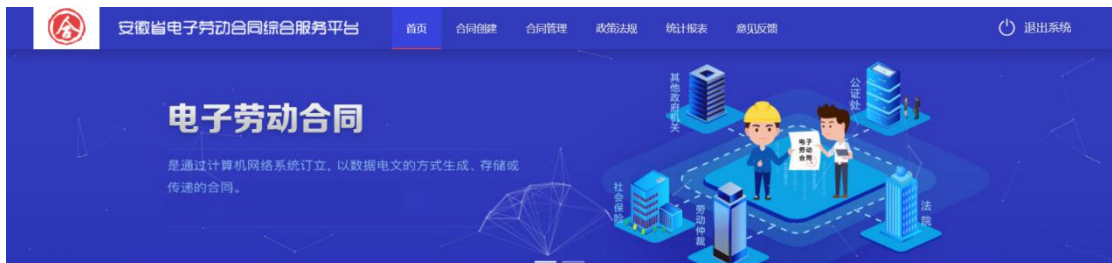 安徽省电子劳动合同综合服务平台
首页
合同创建
合同管理
政策法规
统计报表
意见反馈
退出系统
电子劳动合同
是通过计算机网络系统订立,以数据电文的方式生成、存储或
传递的合同。
其他政府机关
公证处
电子
劳动
合同
社会保险
劳动仲裁
法院